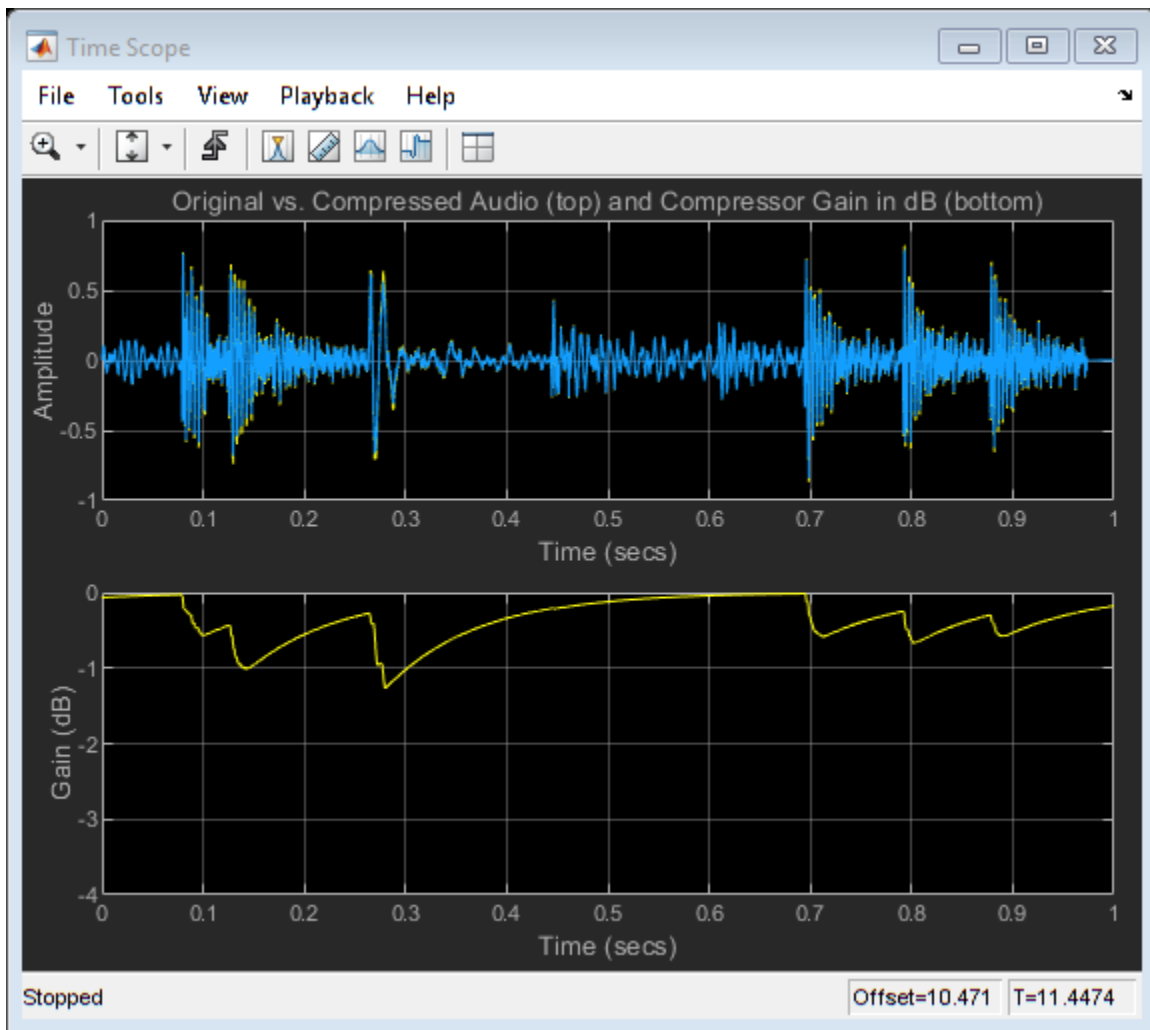 Time Scope
File Tools View Playback Help
Original vs. Compressed Audio (top) and Compressor Gain in dB (bottom)
Amplitude
1
0.5
0
-0.5
-1
0 0.1 0.2 0.3 0.4 0.5 0.6 0.7 0.8 0.9 1
Time (secs)
Gain (dB)
0
-1
-2
-3
-4
0 0.1 0.2 0.3 0.4 0.5 0.6 0.7 0.8 0.9 1
Time (secs)
Stopped Offset=10.471 T=11.4474